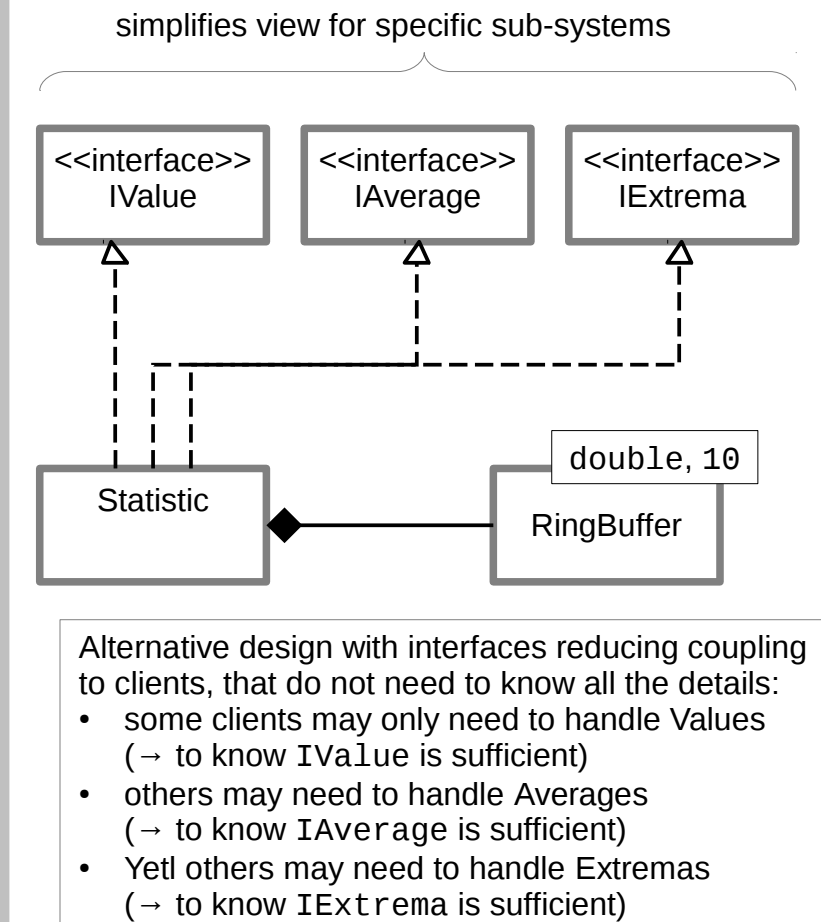 simplifies view for specific sub-systems
<<interface>> <<interface>> <<interface>>
IValue IAverage IExtrema
double, 10
Statistic
RingBuffer
Alternative design with interfaces reducing coupling
to clients, that do not need to know all the details:
• some clients may only need to handle Values
(→ to know IValue is sufficient)
• others may need to handle Averages
(→ to know IAverage is sufficient)
• Yetl others may need to handle Extremas
(→ to know IExtrema is sufficient)